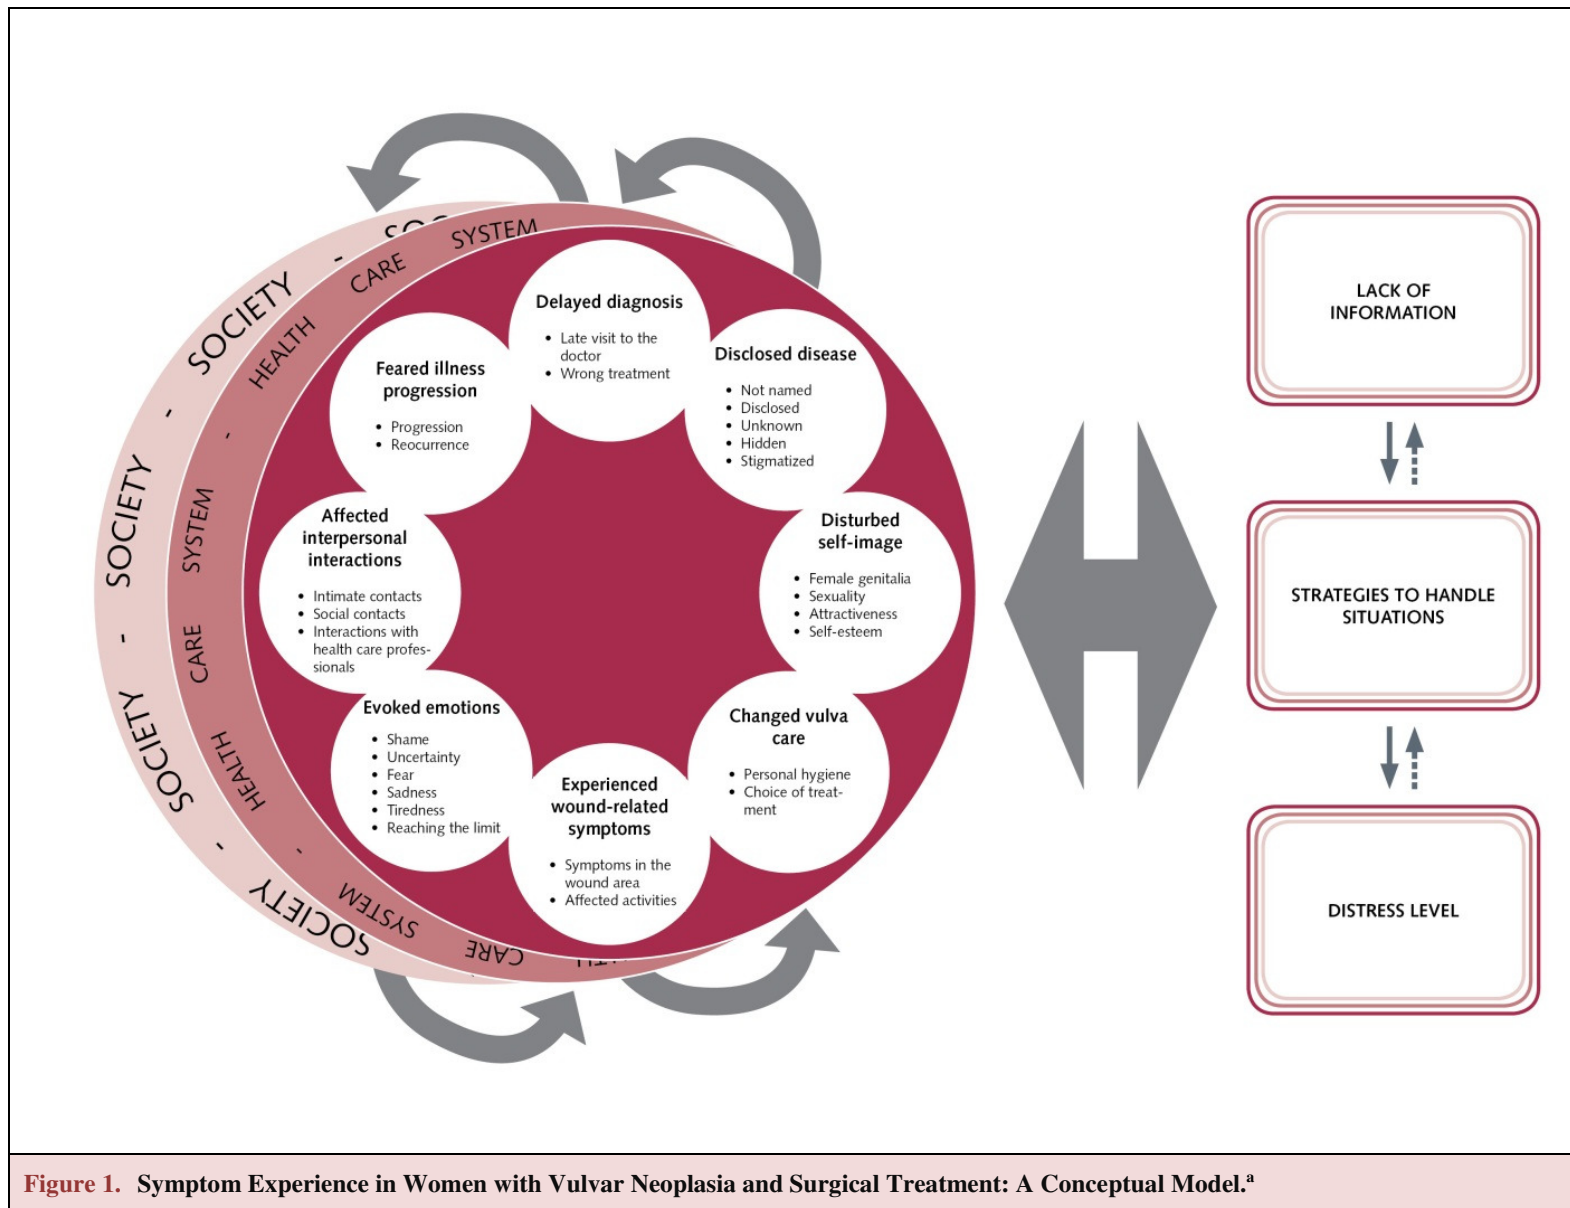 SOCIETY - SOCIETY - SOCIETY - SOCIETY -
HEALTH CARE SYSTEM - HEALTH CARE SYSTEM - HEALTH CARE SYSTEM
Delayed diagnosis
• Late visit to the
doctor
• Wrong treatment
Disclosed disease
• Not named
• Disclosed
• Unknown
• Hidden
• Stigmatized
Disturbed
self-image
• Female genitalia
• Sexuality
• Attractiveness
• Self-esteem
Changed vulva
care
• Personal hygiene
• Choice of treat-
ment
Experienced
wound-related
symptoms
• Symptoms in the
wound area
• Affected activities
Evoked emotions
• Shame
• Uncertainty
• Fear
• Sadness
• Tiredness
• Reaching the limit
Affected
interpersonal
interactions
• Intimate contacts
• Social contacts
• Interactions with
health care profes-
sionals
Feared illness
progression
• Progression
• Reocurrence
LACK OF
INFORMATION
STRATEGIES TO HANDLE
SITUATIONS
DISTRESS LEVEL
Figure 1. Symptom Experience in Women with Vulvar Neoplasia and Surgical Treatment: A Conceptual Model.a